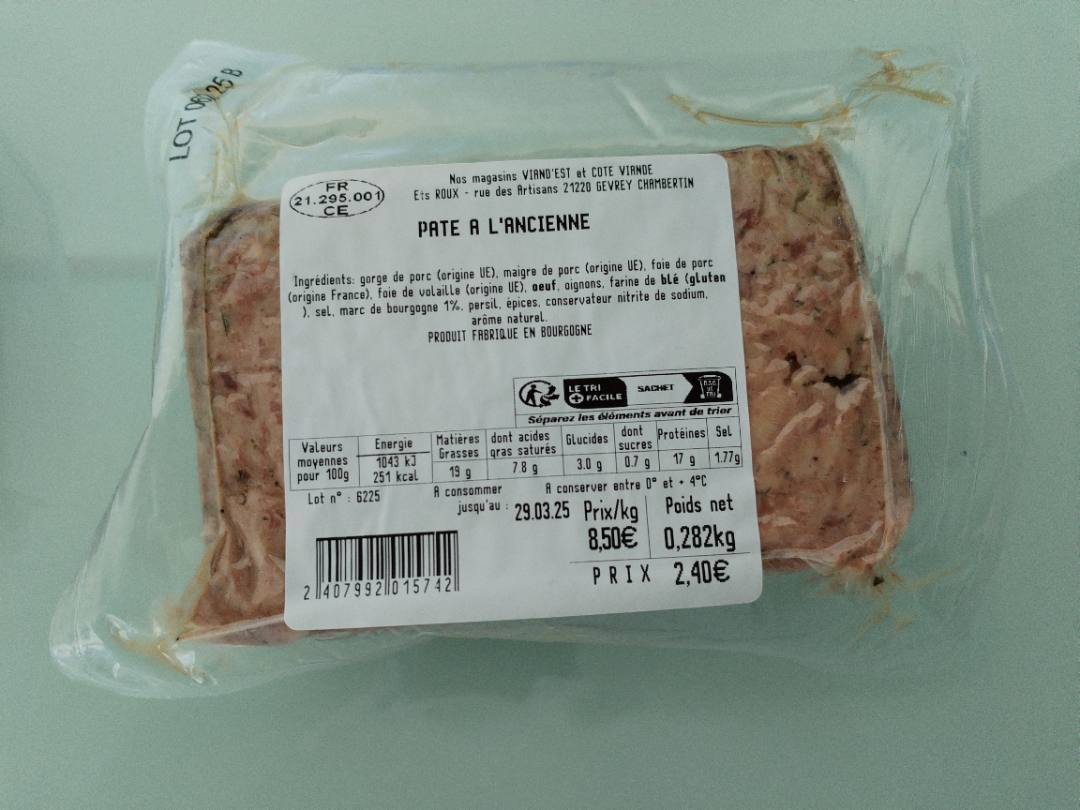 LOT 06 25 B
FR
21.295.001
CE
Nos magasins VIAND'EST et COTE VIANDE
Ets ROUX - rue des Artisans 21220 GEVREY CHAMBERTIN
PATE A L'ANCIENNE
Ingrédients: gorge de porc (origine UE), maigre de porc (origine UE), foie de porc
(origine France), foie de volaille (origine UE), oeuf, oignons, farine de blé (gluten
), sel, marc de bourgogne 1%, persil, épices, conservateur nitrite de sodium,
arôme naturel.
PRODUIT FABRIQUE EN BOURGOGNE
LE TRI
+ FACILE
SACHET
BAC
DE
TRI
Séparez les éléments avant de trier
Valeurs moyennes pour 100g
Energie
1043 kJ
251 kcal
Matières Grasses
19 g
dont acides gras saturés
7.8 g
Glucides
3.0 g
dont sucres
0.7 g
Protéines
17 g
Sel
1.77g
Lot n° : 6225
A consommer
jusqu'au : 29.03.25
A conserver entre 0° et + 4°C
Prix/kg
8,50€
Poids net
0,282kg
PRIX 2,40€
2 407992 015742